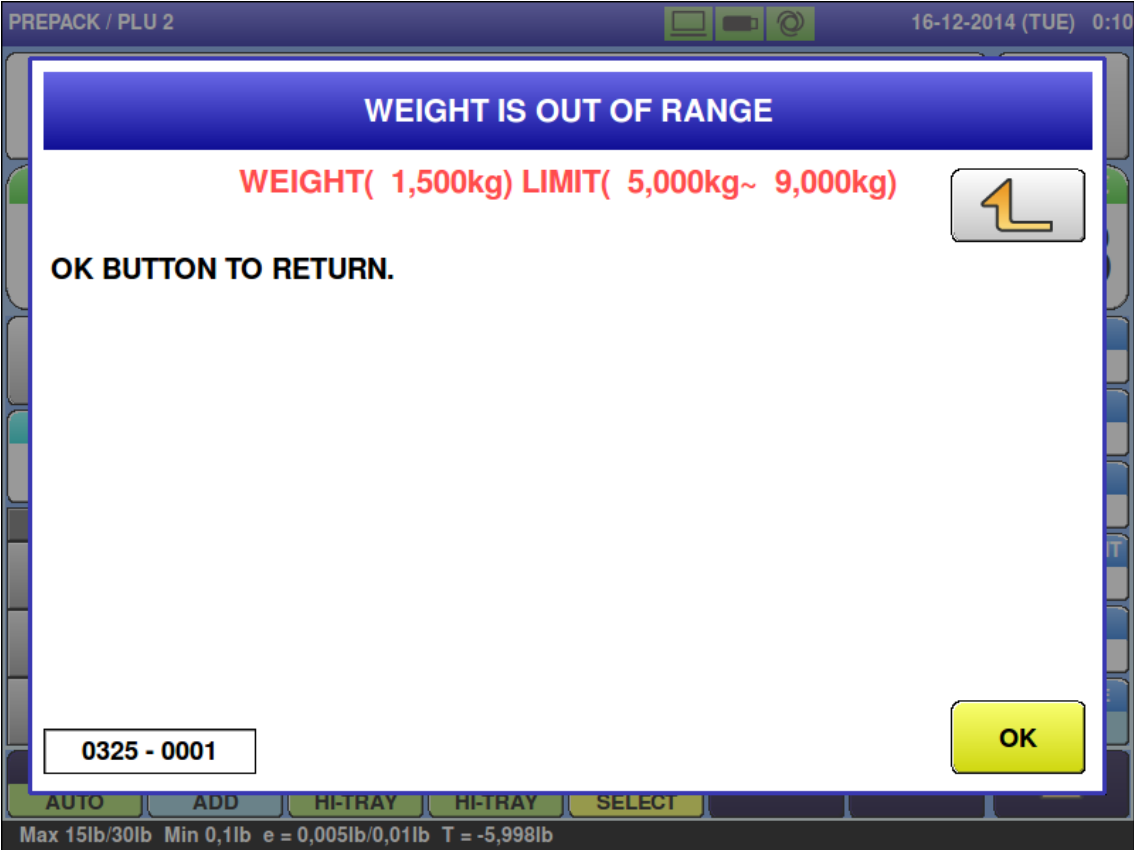 PREPACK / PLU 2 16-12-2014 (TUE) 0:10
WEIGHT IS OUT OF RANGE
WEIGHT( 1,500kg) LIMIT( 5,000kg~ 9,000kg)
OK BUTTON TO RETURN.
OK
0325 - 0001
AUTO ADD HI-TRAY HI-TRAY SELECT
Max 15lb/30lb Min 0,1lb e = 0,005lb/0,01lb T = -5,998lb